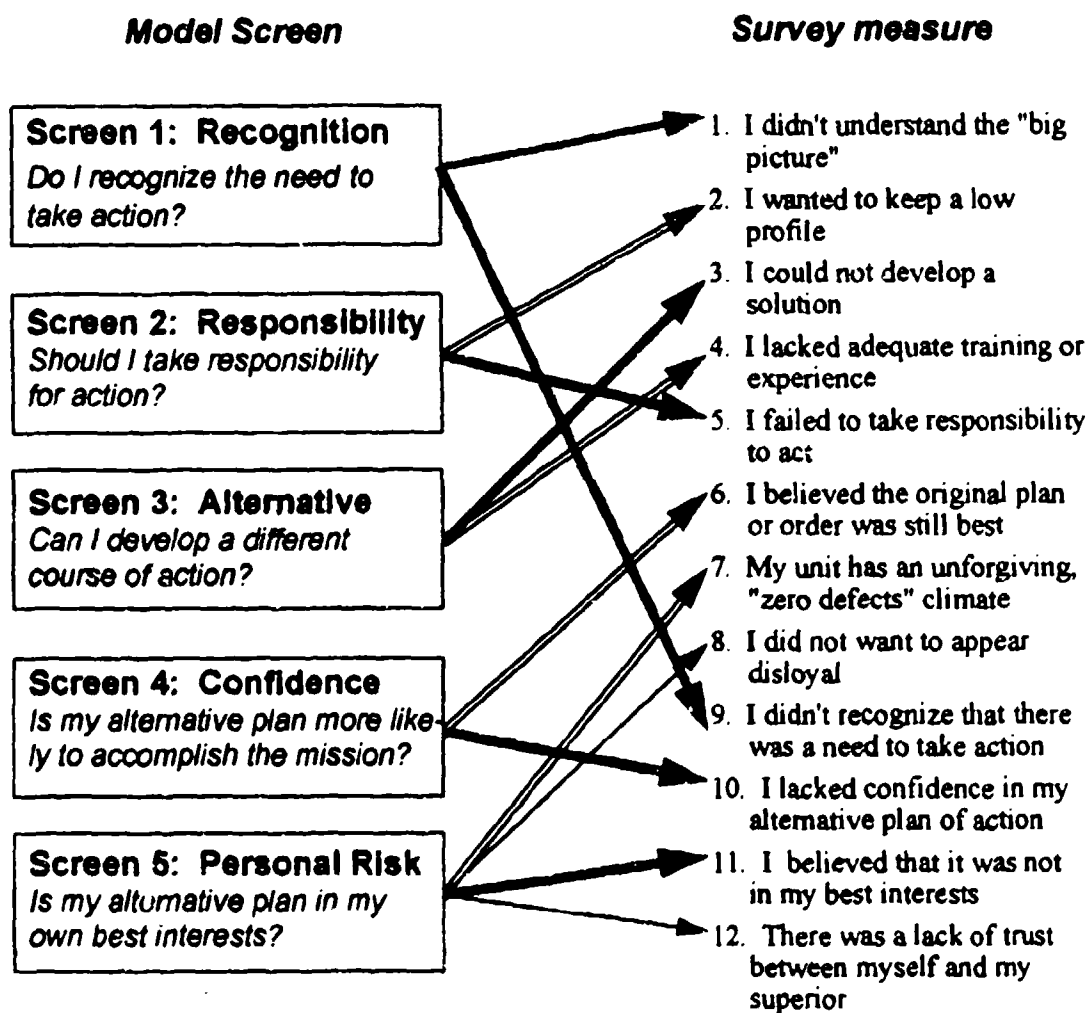 Model Screen
Survey measure
Screen 1: Recognition
Do I recognize the need to
take action?
Screen 2: Responsibility
Should I take responsibility
for action?
Screen 3: Alternative
Can I develop a different
course of action?
Screen 4: Confidence
Is my alternative plan more like-
ly to accomplish the mission?
Screen 5: Personal Risk
Is my alternative plan in my
own best interests?
1. I didn't understand the "big
picture"
2. I wanted to keep a low
profile
3. I could not develop a
solution
4. I lacked adequate training or
experience
5. I failed to take responsibility
to act
6. I believed the original plan
or order was still best
7. My unit has an unforgiving,
"zero defects" climate
8. I did not want to appear
disloyal
9. I didn't recognize that there
was a need to take action
10. I lacked confidence in my
alternative plan of action
11. I believed that it was not
in my best interests
12. There was a lack of trust
between myself and my
superior